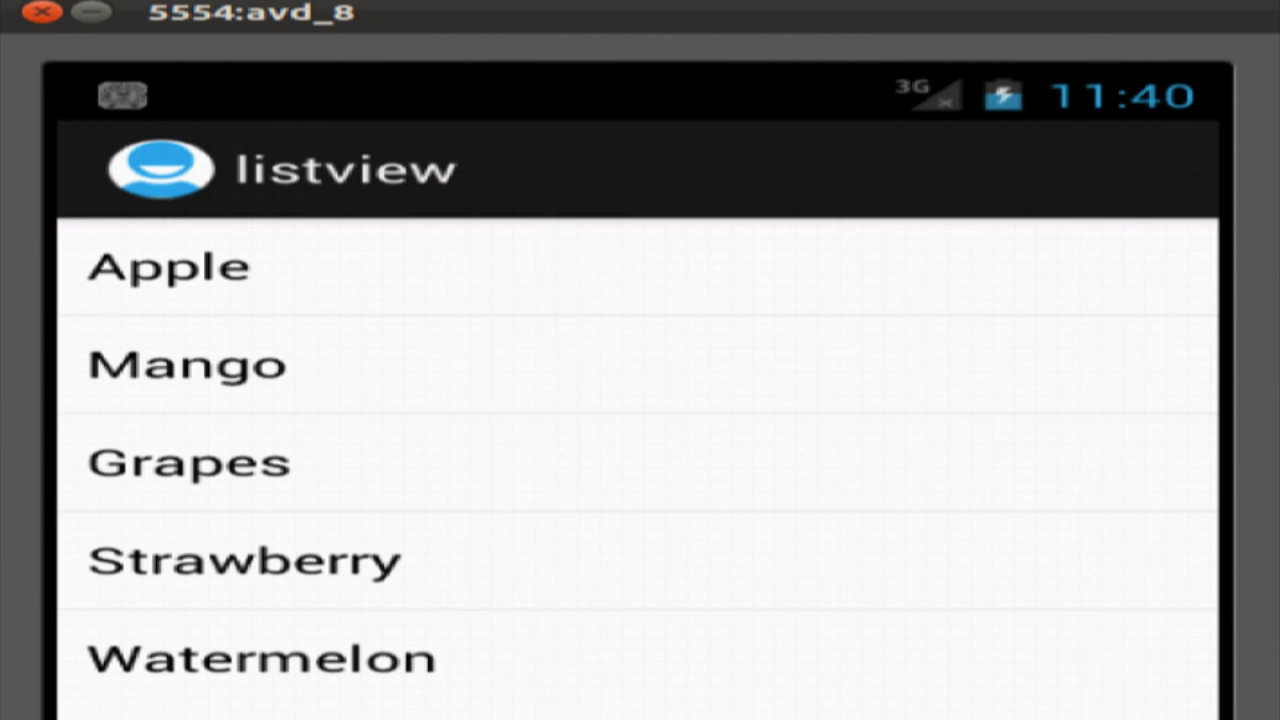 5554:avd_8
3G 11:40
listview
Apple
Mango
Grapes
Strawberry
Watermelon